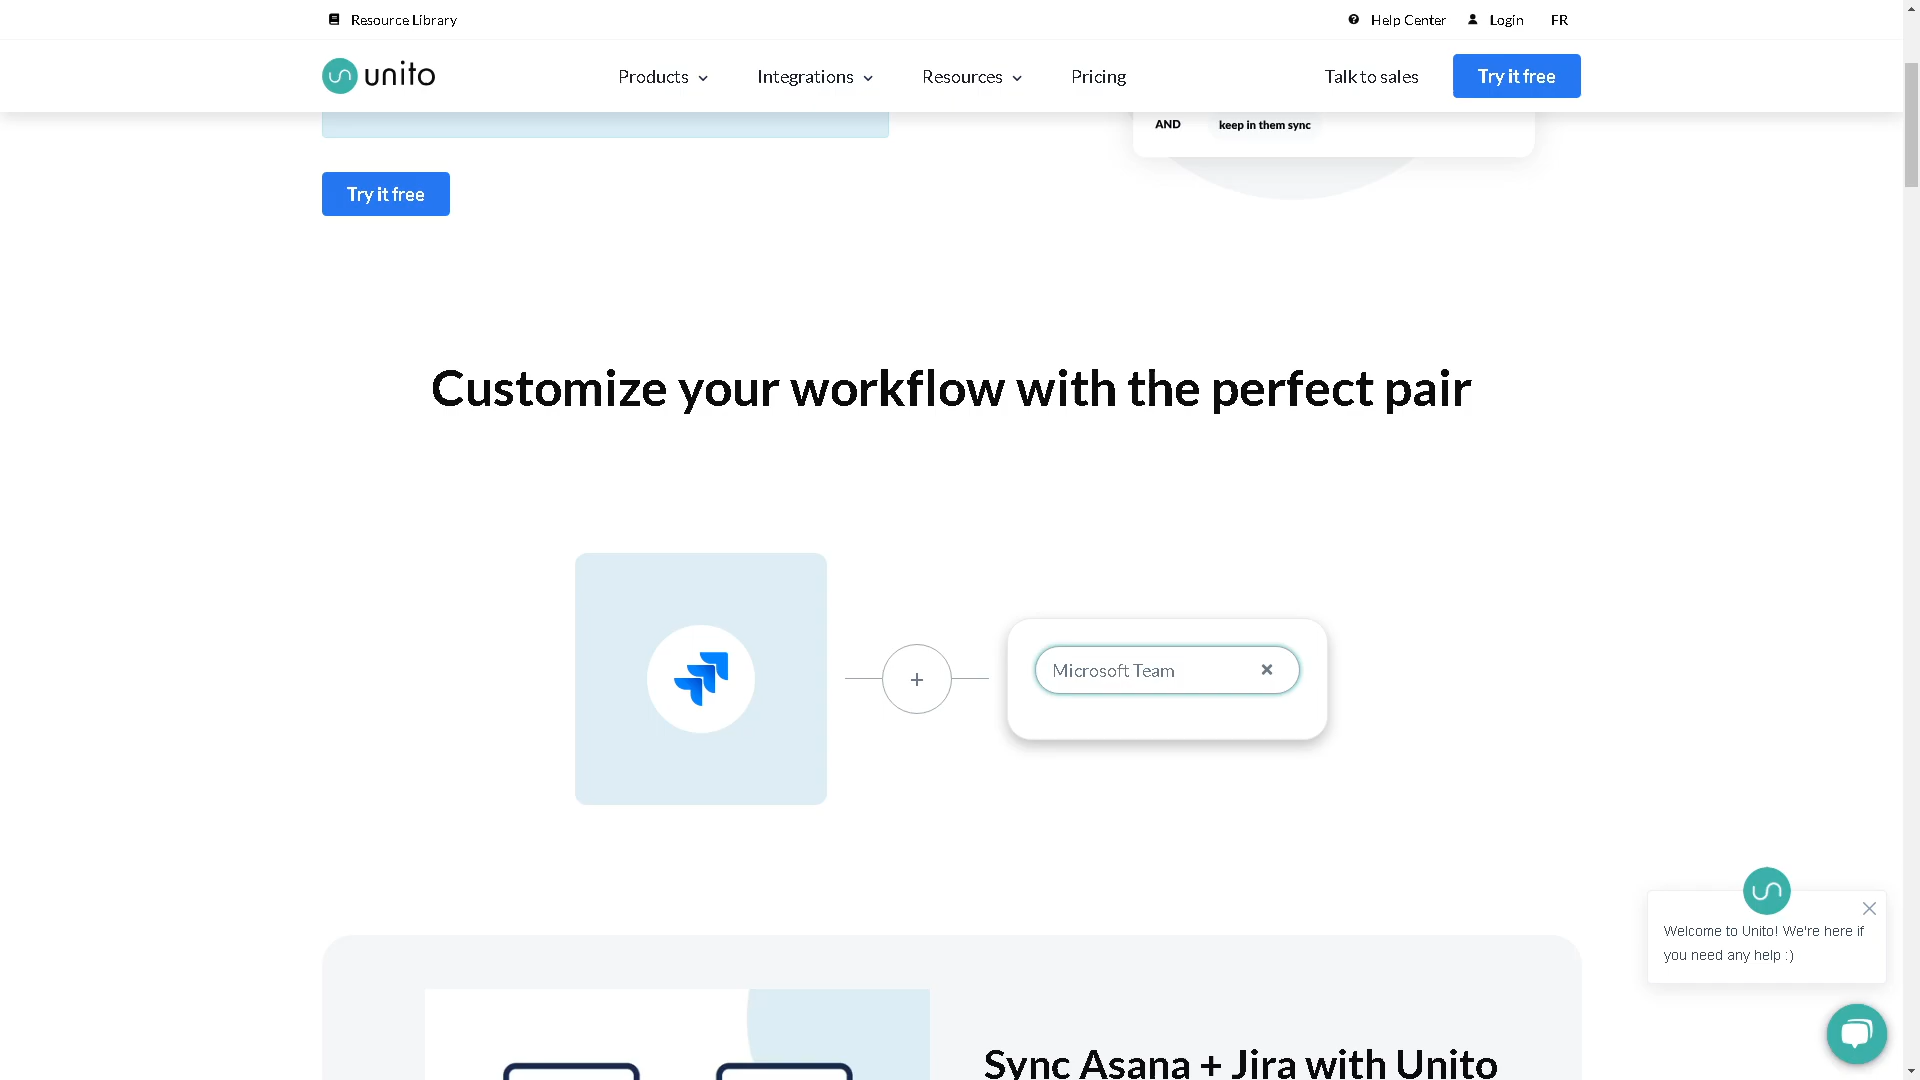 Resource Library
Help Center
Login
FR
unito
Products
Integrations
Resources
Pricing
Talk to sales
Try it free
AND keep in them sync
Try it free
Customize your workflow with the perfect pair
+
Microsoft Team
Welcome to Unito! We're here if
you need any help :)
Sync Asana + Jira with Unito